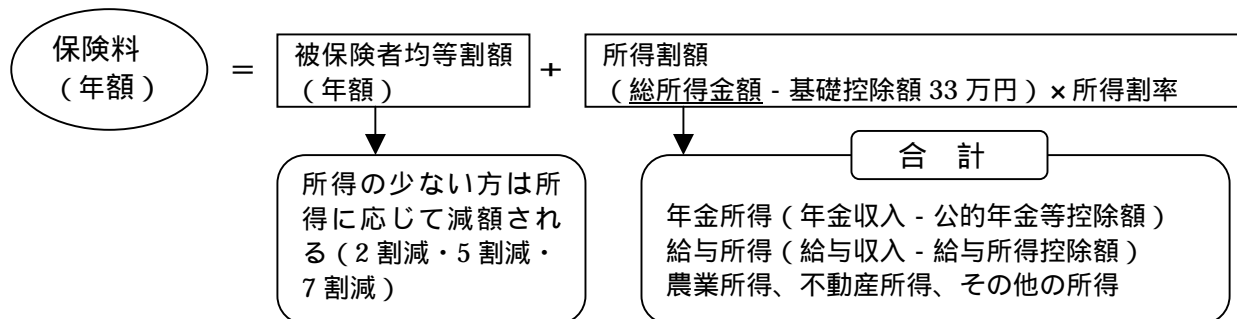 保険料
（年額）
＝
被保険者均等割額
（年額）
＋
所得割額
（総所得金額 - 基礎控除額 33 万円）×所得割率
所得の少ない方は所
得に応じて減額され
る（2 割減・5 割減・
7 割減）
合　計
年金所得（年金収入 - 公的年金等控除額）
給与所得（給与収入 - 給与所得控除額）
農業所得、不動産所得、その他の所得